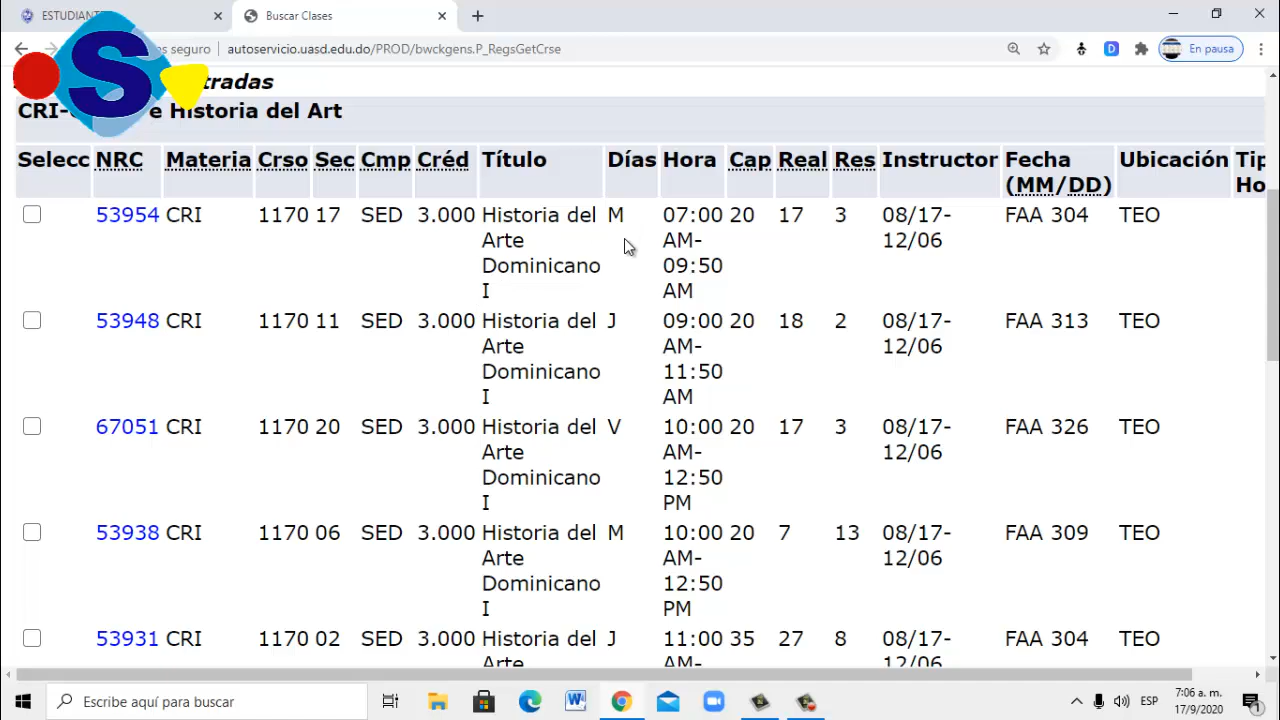 ESTUDIANT
Buscar Clases
os seguro
autoservicio.uasd.edu.do/PROD/bwckgens.P_RegsGetCrse
En pausa
S
tradas
CRI- e Historia del Art
Selecc NRC Materia Crso Sec Cmp Créd Título Días Hora Cap Real Res Instructor Fecha Ubicación Tip
(MM/DD) Ho
53954 CRI 1170 17 SED 3.000 Historia del M 07:00 20 17 3 08/17- FAA 304 TEO
Arte AM- 12/06
Dominicano 09:50
I AM
53948 CRI 1170 11 SED 3.000 Historia del J 09:00 20 18 2 08/17- FAA 313 TEO
Arte AM- 12/06
Dominicano 11:50
I AM
67051 CRI 1170 20 SED 3.000 Historia del V 10:00 20 17 3 08/17- FAA 326 TEO
Arte AM- 12/06
Dominicano 12:50
I PM
53938 CRI 1170 06 SED 3.000 Historia del M 10:00 20 7 13 08/17- FAA 309 TEO
Arte AM- 12/06
Dominicano 12:50
I PM
53931 CRI 1170 02 SED 3.000 Historia del J 11:00 35 27 8 08/17- FAA 304 TEO
Arte AM- 12/06
Escribe aquí para buscar
ESP
7:06 a. m.
17/9/2020
1